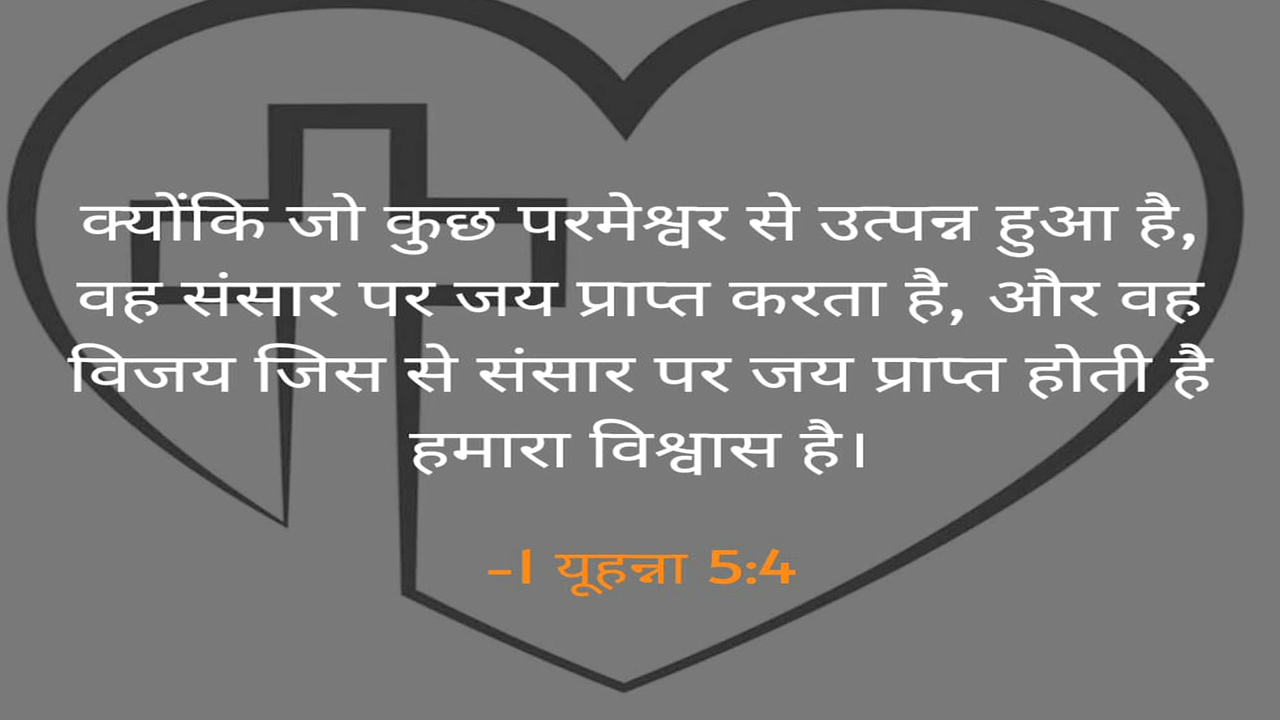 क्योंकि जो कुछ परमेश्वर से उत्पन्न हुआ है,
वह संसार पर जय प्राप्त करता है, और वह
विजय जिस से संसार पर जय प्राप्त होती है
हमारा विश्वास है।
-I यूहन्ना 5:4